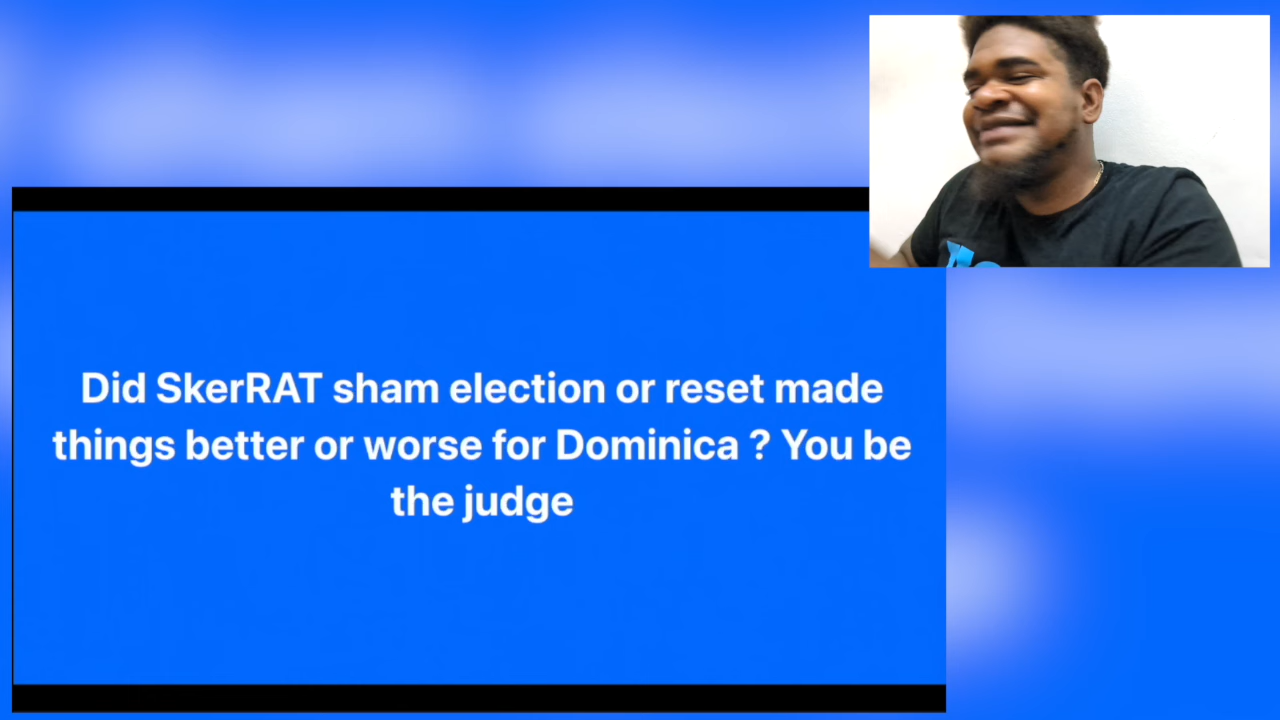 Did SkerRAT sham election or reset made
things better or worse for Dominica ? You be
the judge